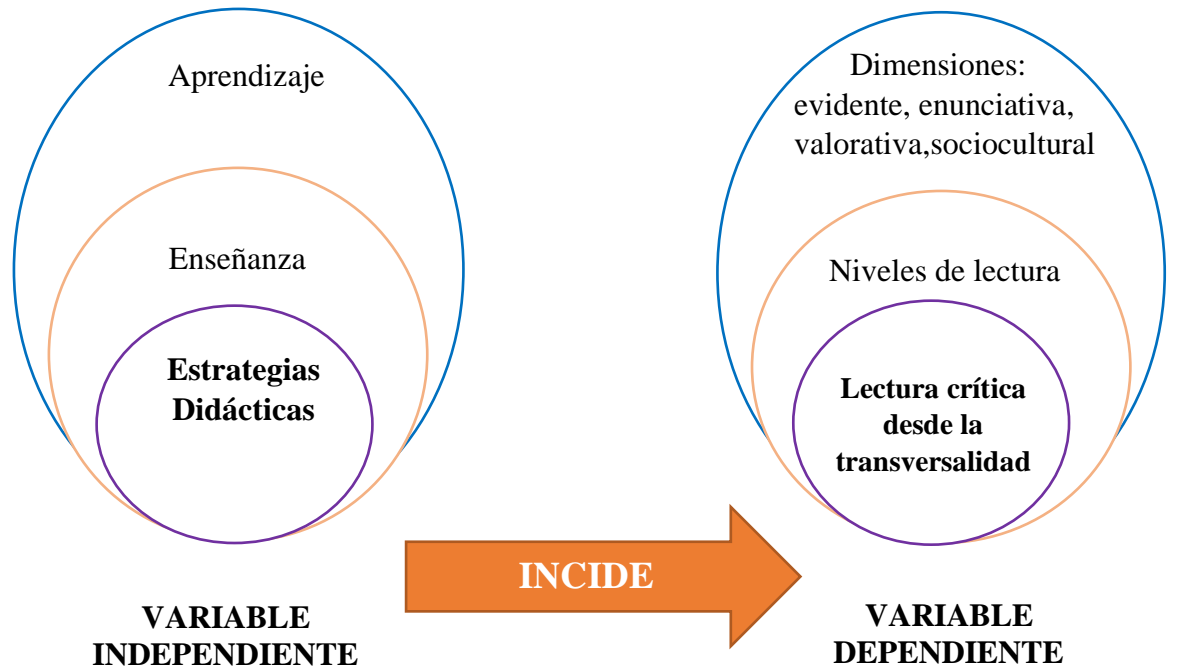 Aprendizaje
Enseñanza
Estrategias
Didácticas
VARIABLE
INDEPENDIENTE
INCIDE
Dimensiones:
evidente, enunciativa,
valorativa,sociocultural
Niveles de lectura
Lectura crítica
desde la
transversalidad
VARIABLE
DEPENDIENTE